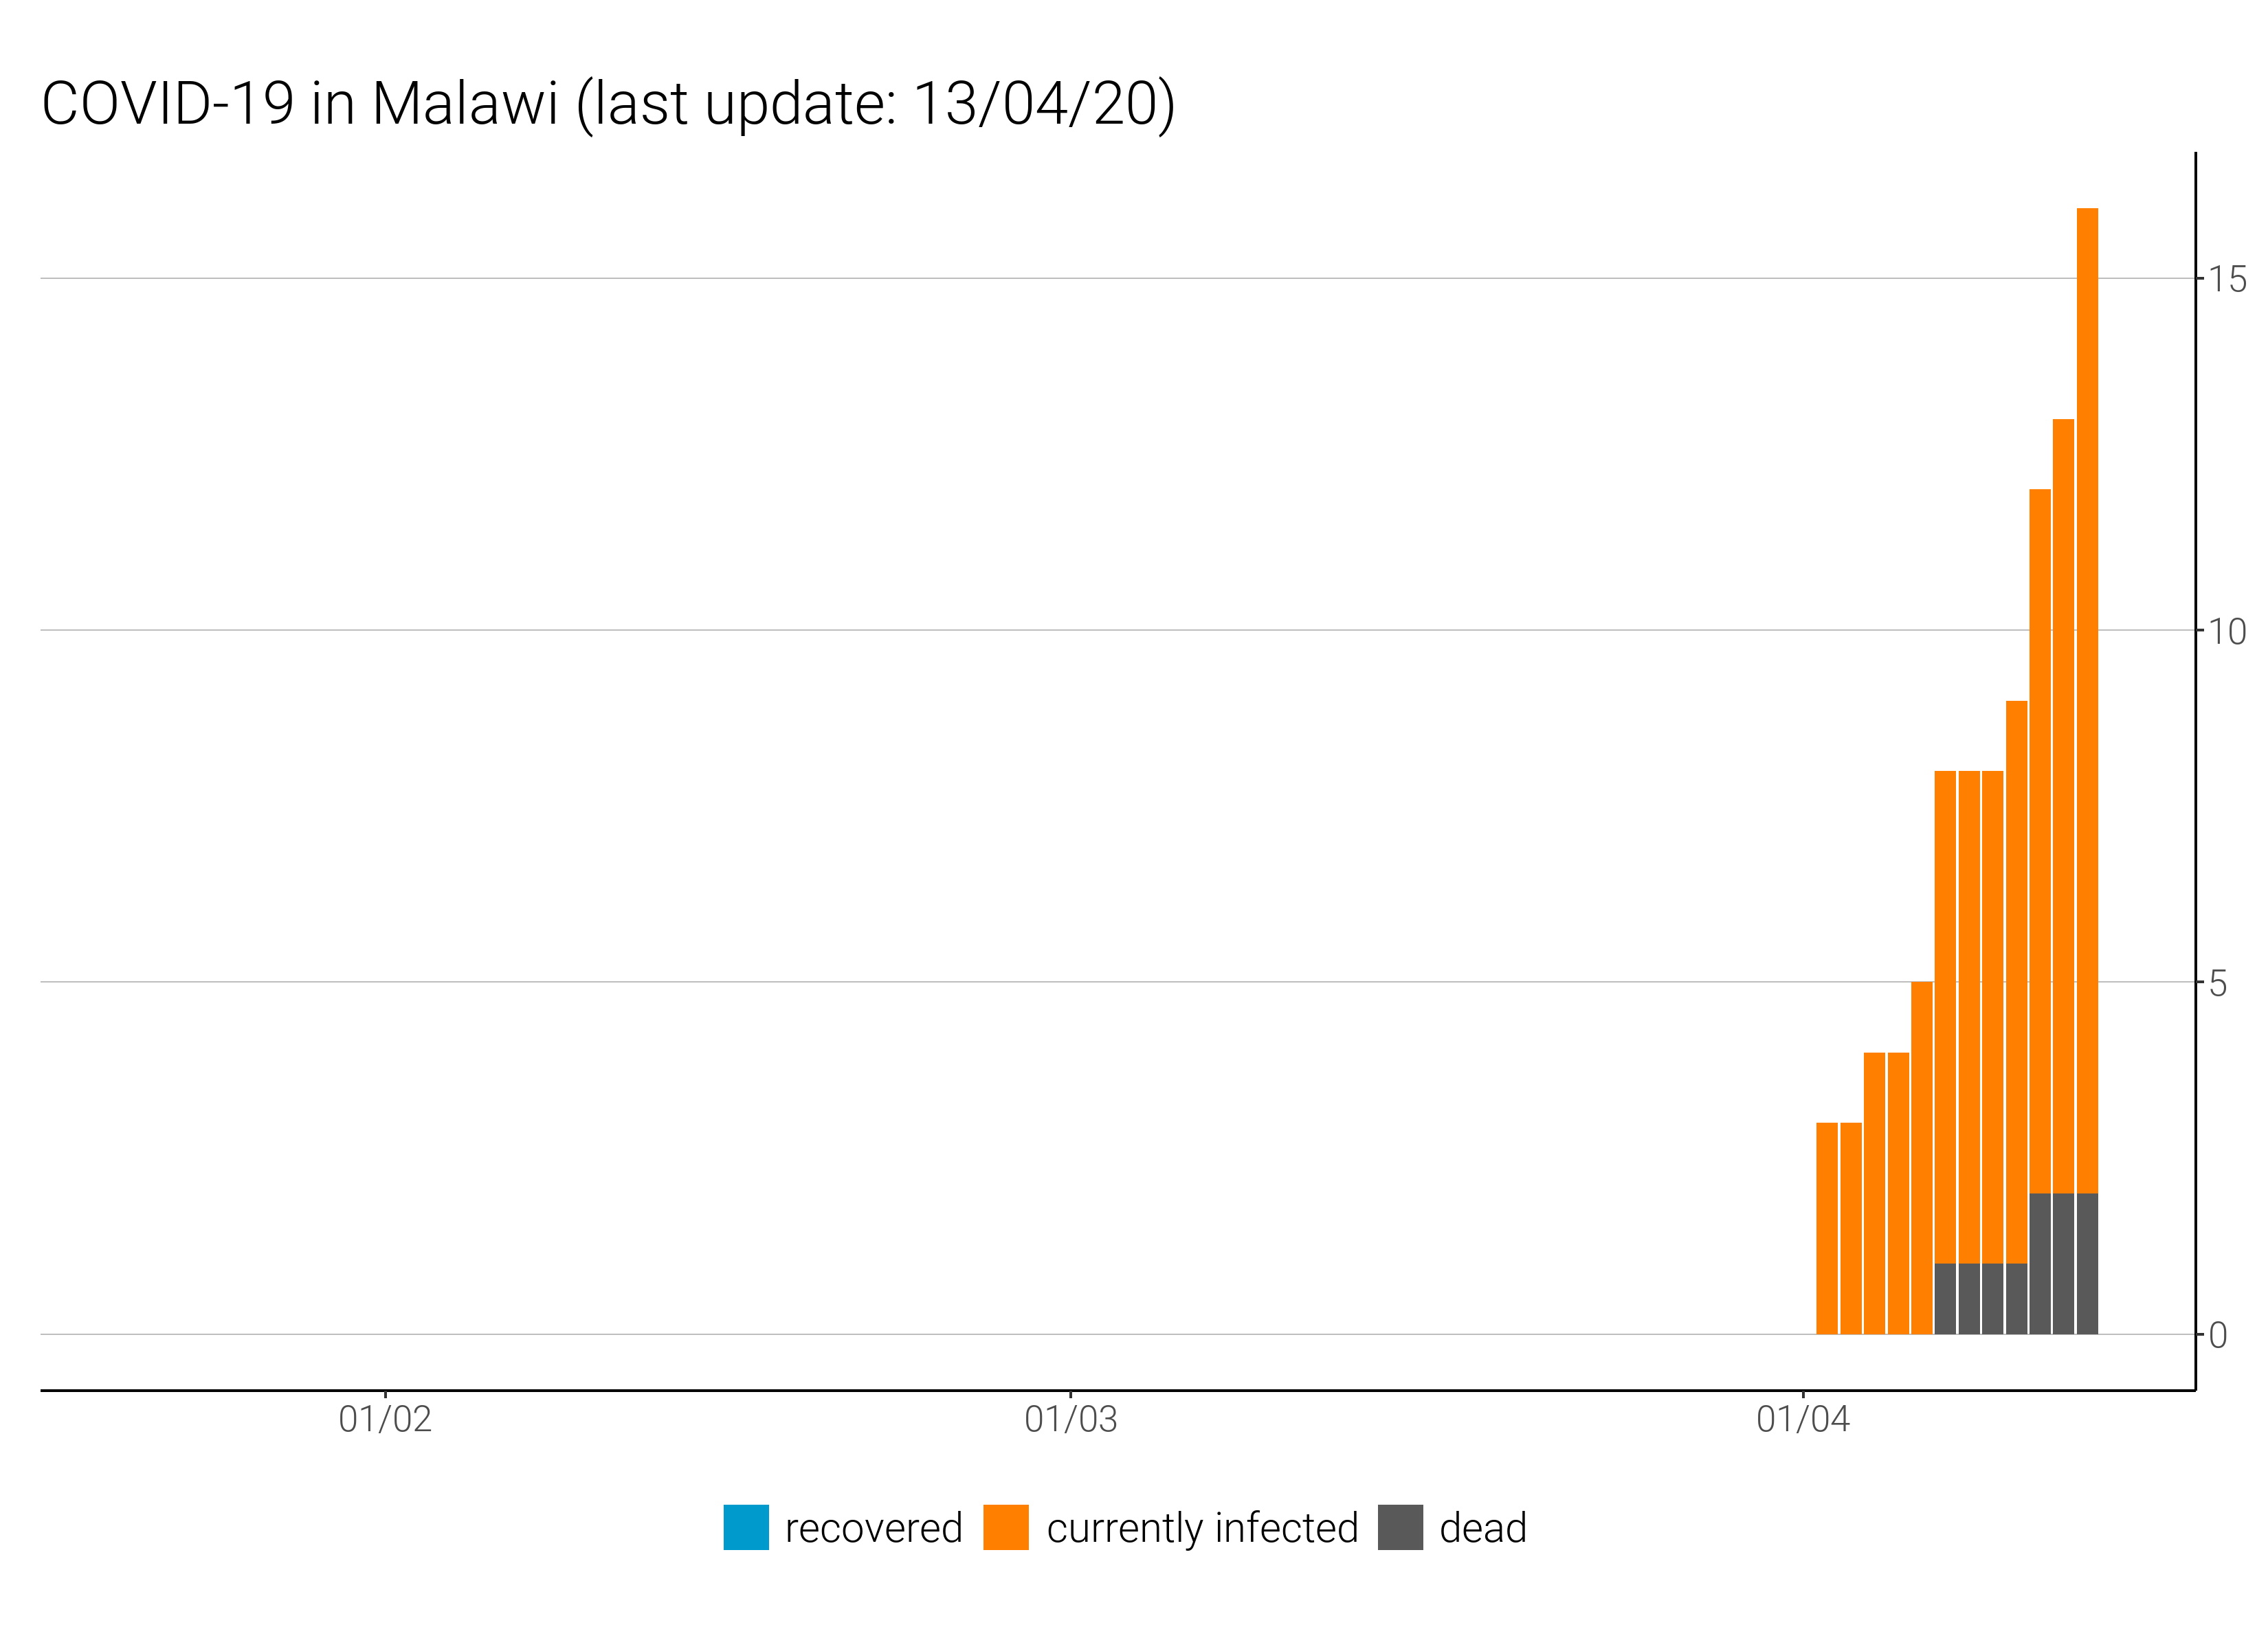 COVID-19 in Malawi (last update: 13/04/20)
15
10
5
0
01/02 01/03 01/04
recovered currently infected dead